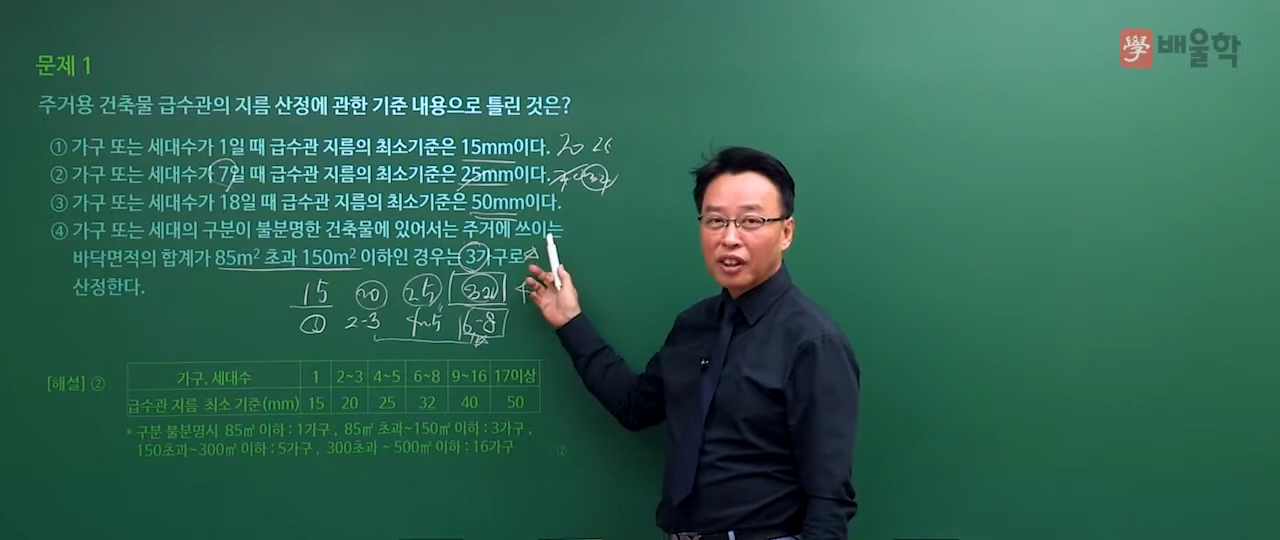 學 배울학
문제 1
주거용 건축물 급수관의 지름 산정에 관한 기준 내용으로 틀린 것은?
① 가구 또는 세대수가 1일 때 급수관 지름의 최소기준은 15mm이다. 20
② 가구 또는 세대수가 7일 때 급수관 지름의 최소기준은 25mm이다.
③ 가구 또는 세대수가 18일 때 급수관 지름의 최소기준은 50mm이다.
④ 가구 또는 세대의 구분이 불분명한 건축물에 있어서는 주거에 쓰이는
바닥면적의 합계가 85m² 초과 150m² 이하인 경우는 3가구로
산정한다.
15 20 25
① 2-3 4~5 6-8
[해설] ②
가구, 세대수 1 2~3 4~5 6~8 9~16 17이상
급수관 지름 최소 기준(mm) 15 20 25 32 40 50
* 구분 불분명시 85㎡ 이하 : 1가구 , 85㎡ 초과~150㎡ 이하 : 3가구 ,
150초과~300㎡ 이하 : 5가구 , 300초과 ~ 500㎡ 이하 : 16가구
②